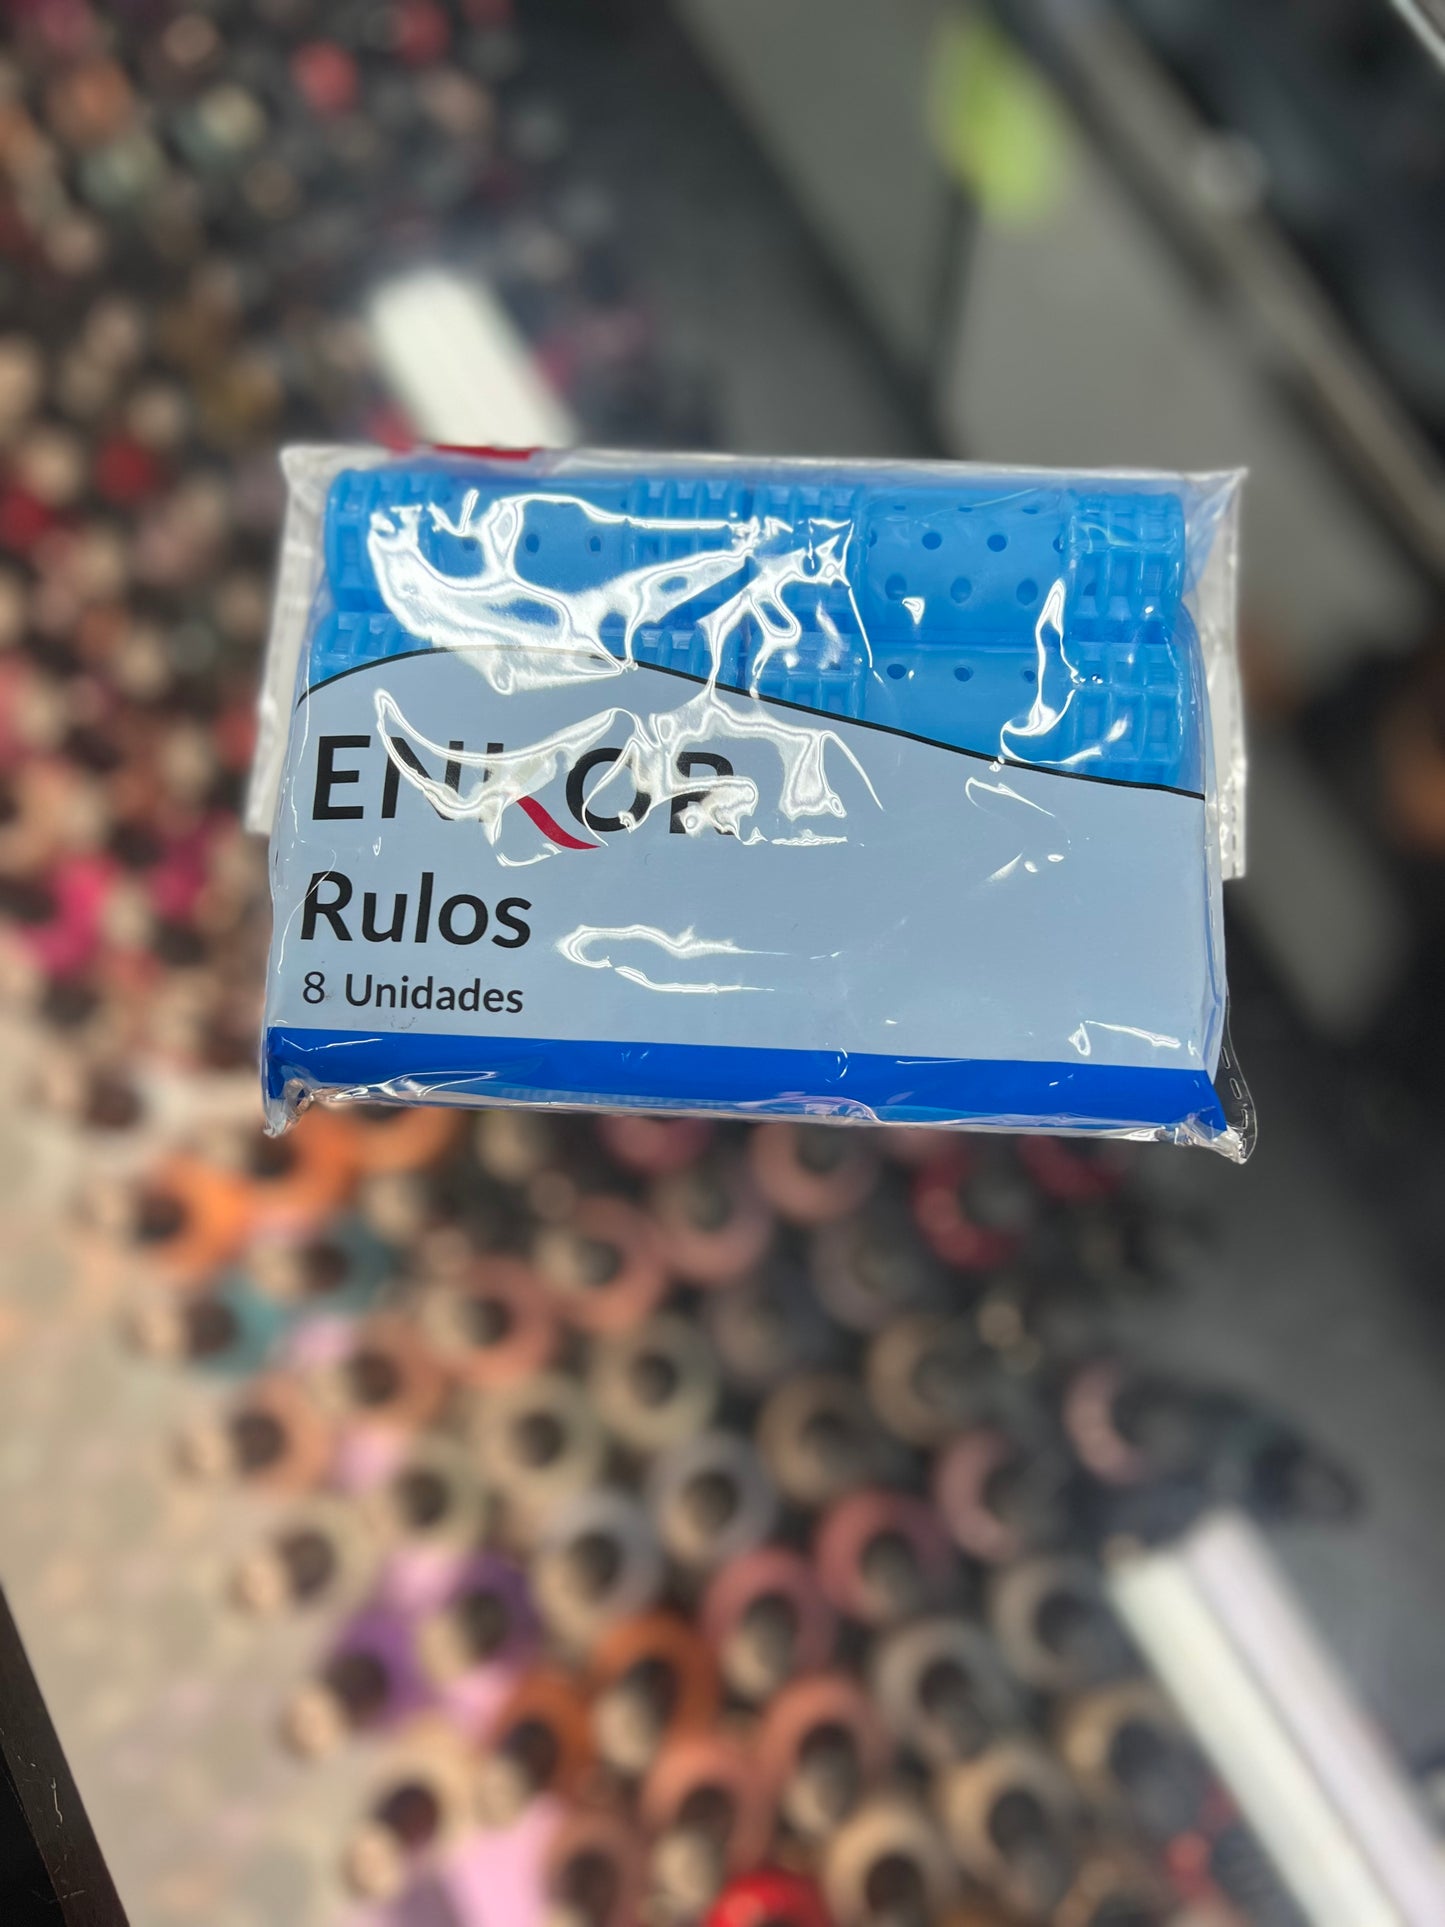 ENKOR
Rulos
8 Unidades